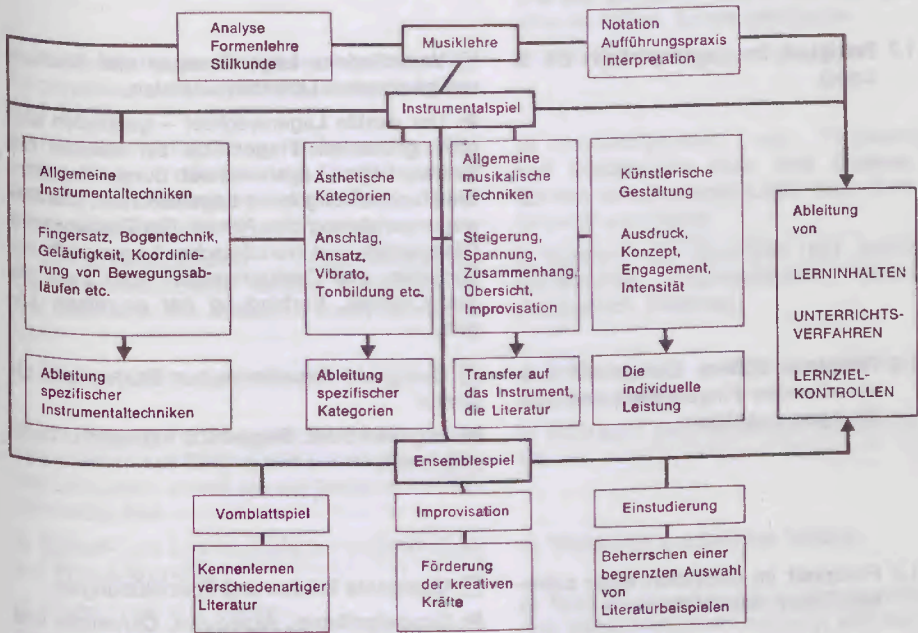 Analyse
Formenlehre
Stilkunde
Musiklehre
Notation
Aufführungspraxis
Interpretation
Instrumentalspiel
Allgemeine
Instrumentaltechniken
Fingersatz, Bogentechnik,
Geläufigkeit, Koordinie-
rung von Bewegungsab-
läufen etc.
Ästhetische
Kategorien
Anschlag,
Ansatz,
Vibrato,
Tonbildung etc.
Allgemeine
musikalische
Techniken
Steigerung,
Spannung,
Zusammenhang,
Übersicht,
Improvisation
Künstlerische
Gestaltung
Ausdruck,
Konzept,
Engagement,
Intensität
Ableitung
von
LERNINHALTEN
UNTERRICHTS-
VERFAHREN
LERNZIEL-
KONTROLLEN
Ableitung
spezifischer
Instrumentaltechniken
Ableitung
spezifischer
Kategorien
Transfer auf
das Instrument,
die Literatur
Die
individuelle
Leistung
Ensemblespiel
Vomblattspiel
Improvisation
Einstudierung
Kennenlernen
verschiedenartiger
Literatur
Förderung
der kreativen
Kräfte
Beherrschen einer
begrenzten Auswahl
von
Literaturbeispielen